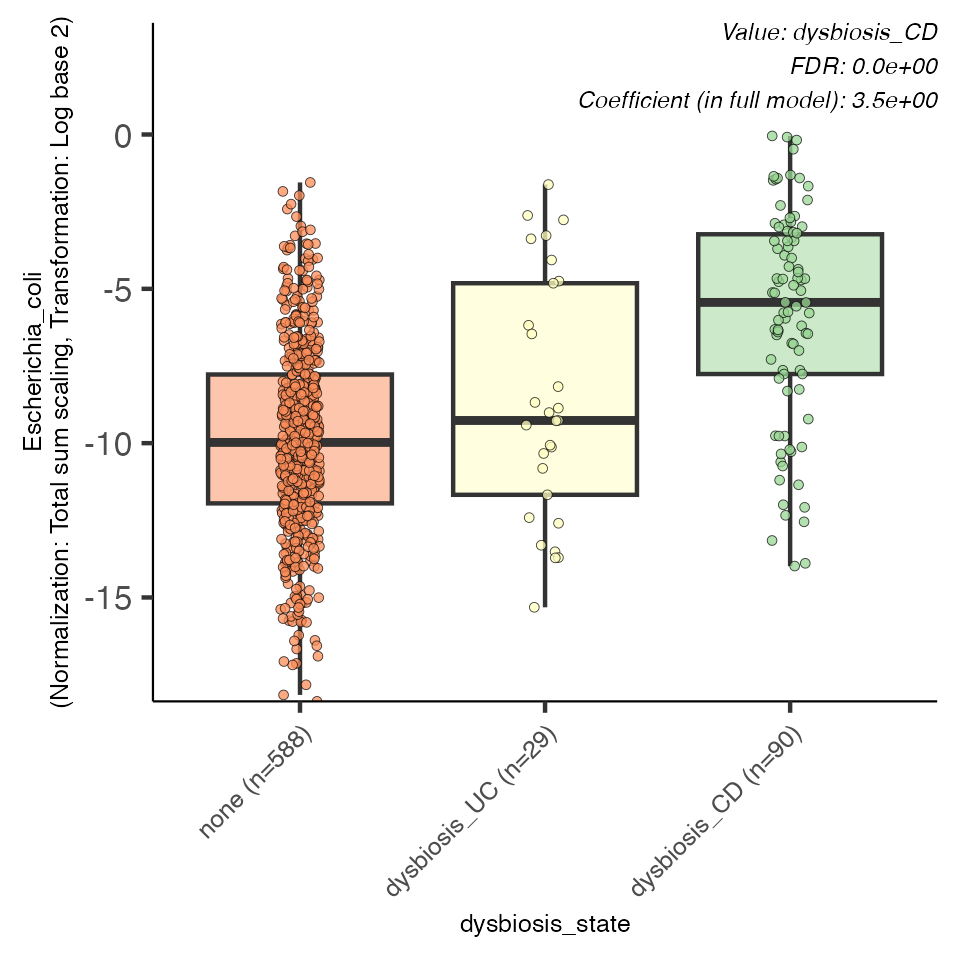 Value: dysbiosis_CD
FDR: 0.0e+00
Coefficient (in full model): 3.5e+00
Escherichia_coli
(Normalization: Total sum scaling, Transformation: Log base 2)
0
-5
-10
-15
none (n=588)
dysbiosis_UC (n=29)
dysbiosis_CD (n=90)
dysbiosis_state